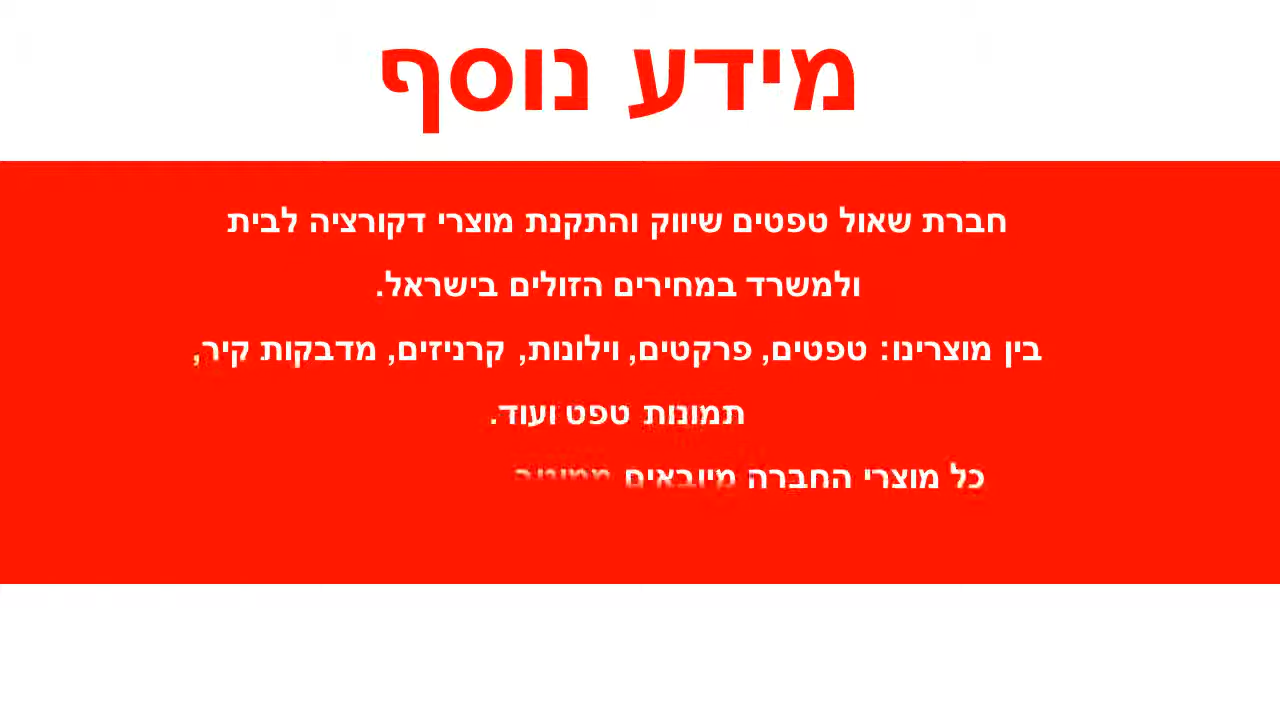 מידע נוסף
חברת שאול טפטים שיווק והתקנת מוצרי דקורציה לבית
ולמשרד במחירים הזולים בישראל.
בין מוצרינו: טפטים, פרקטים, וילונות, קרניזים, מדבקות קיר,
תמונות טפט ועוד.
כל מוצרי החברה מיובאים